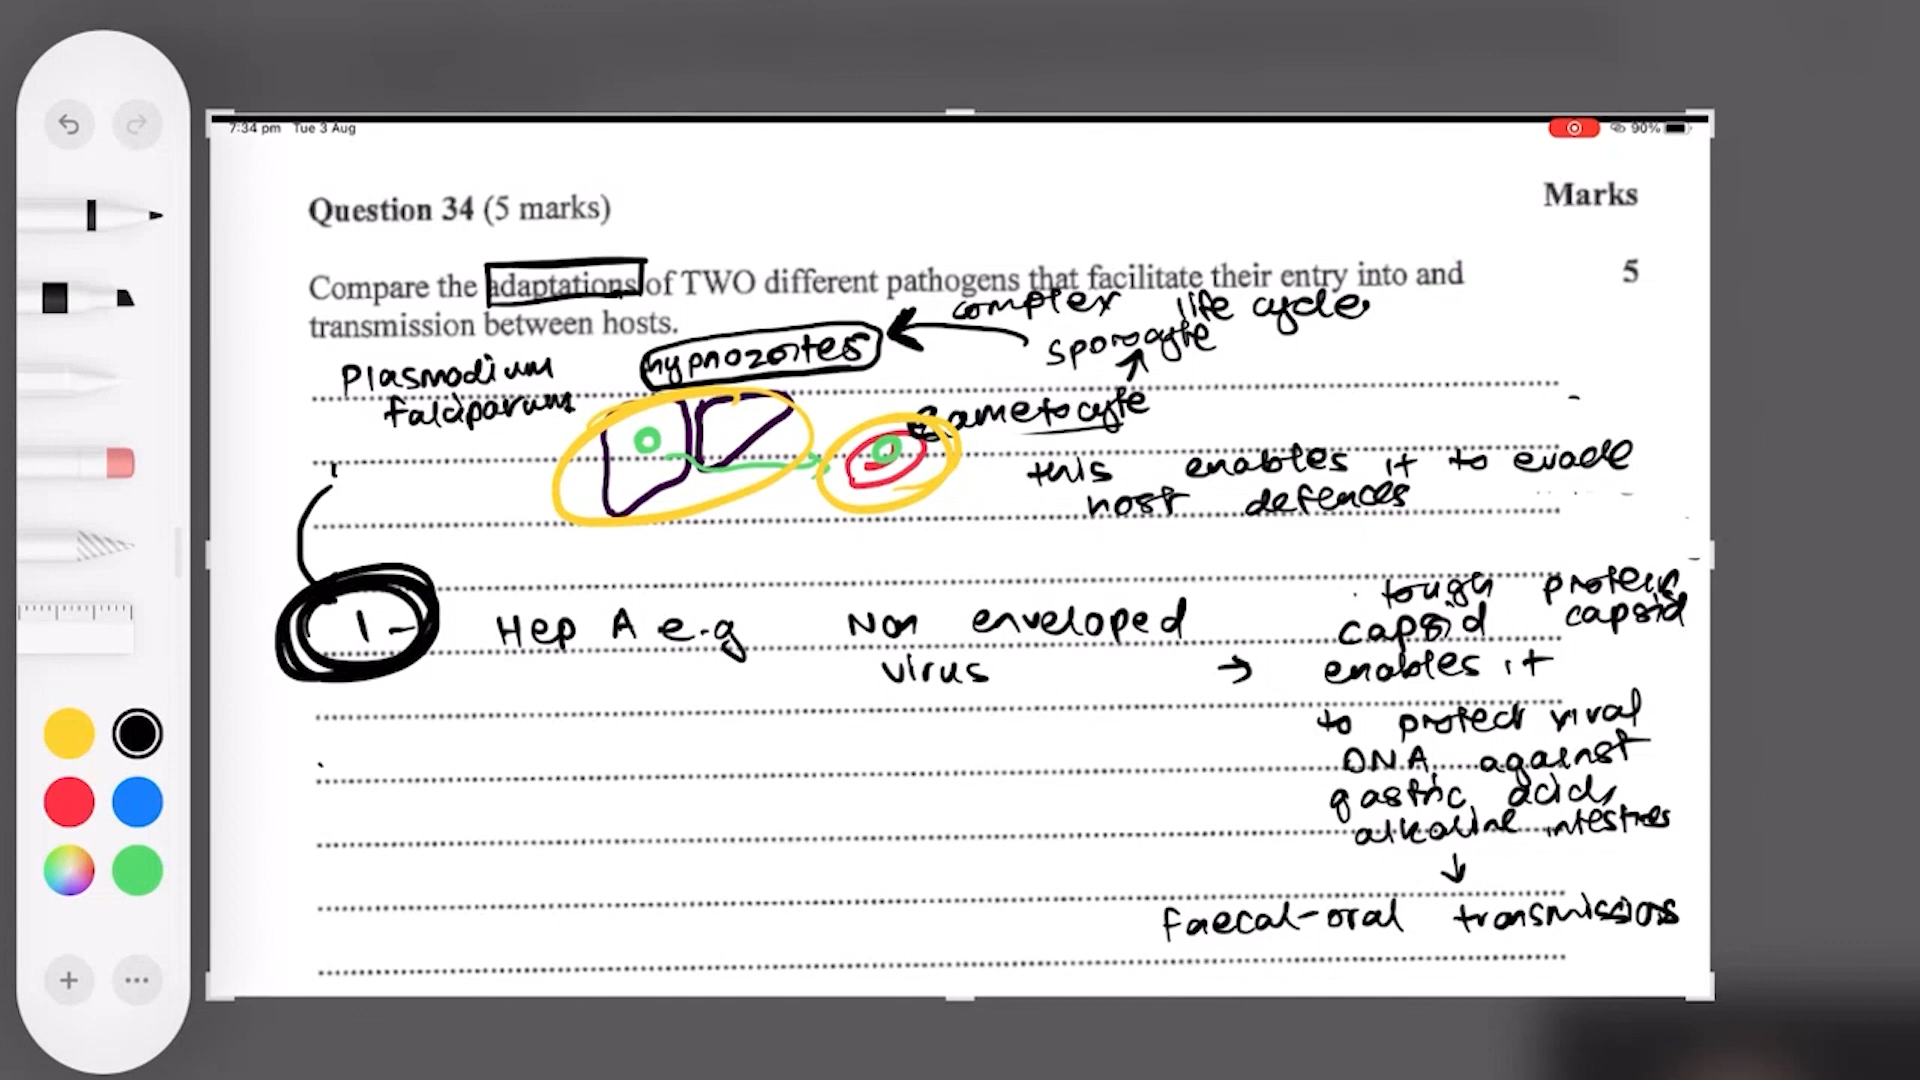 7:34 pm Tue 3 Aug
90%
Question 34 (5 marks)
Marks
Compare the adaptations of TWO different pathogens that facilitate their entry into and
5
transmission between hosts.
complex life cycle
hypnozoites
sporocyte
Plasmodium
falciparum
Gametocyte
this enables it to evade
host defences
1-
Hep A e.g
Non enveloped
virus
→
tough protein
capsid capsid
enables it
to protect viral
DNA against
gastric acid,
alkaline intestines
↓
faecal-oral transmission